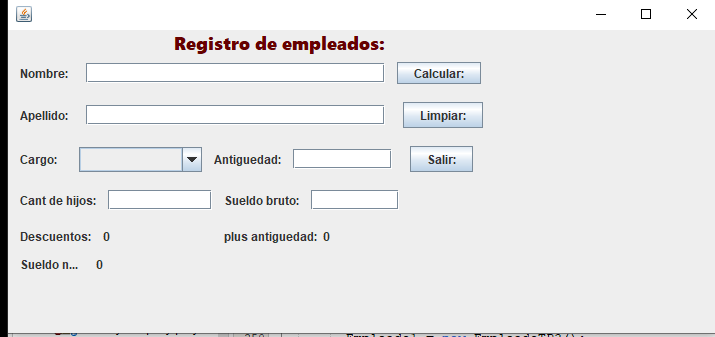 Registro de empleados:
Nombre: Calcular:
Apellido: Limpiar:
Cargo: Antiguedad: Salir:
Cant de hijos: Sueldo bruto:
Descuentos: 0 plus antiguedad: 0
Sueldo n... 0